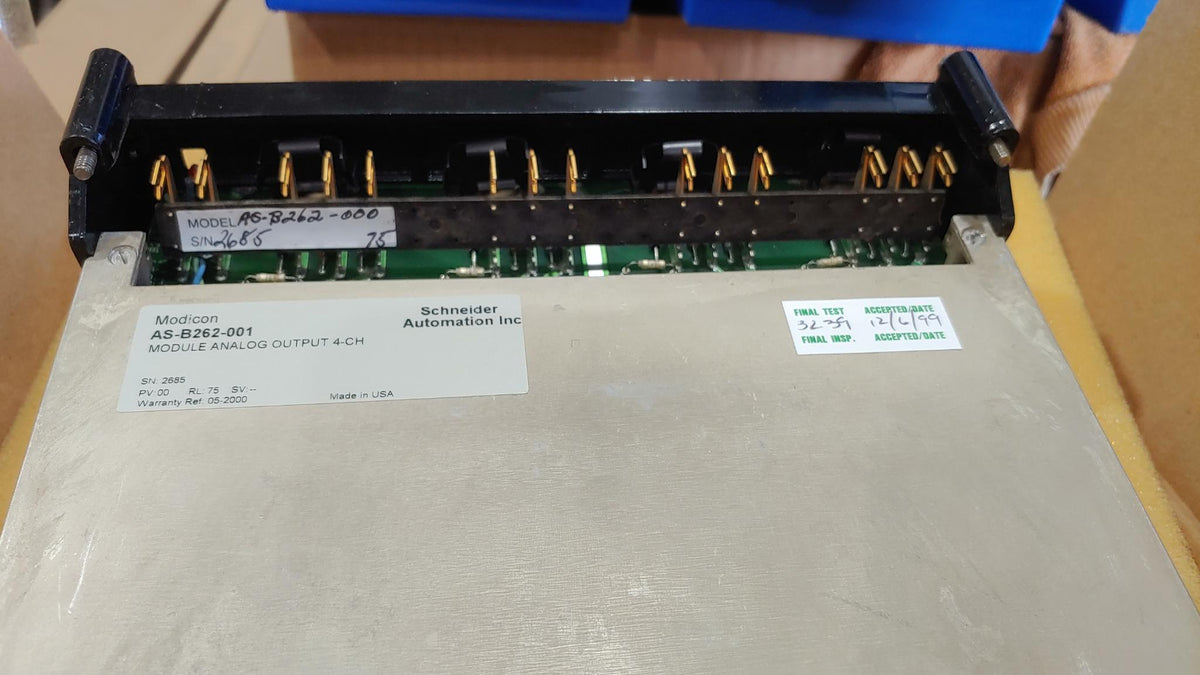 MODEL AS-B262-000
S/N 2685 75
Modicon
Schneider
Automation Inc
AS-B262-001
MODULE ANALOG OUTPUT 4-CH
SN: 2685
PV: 00 RL: 75 SV: --
Warranty Ref: 05-2000
Made in USA
FINAL TEST ACCEPTED/DATE
12/6/99
FINAL INSP. ACCEPTED/DATE